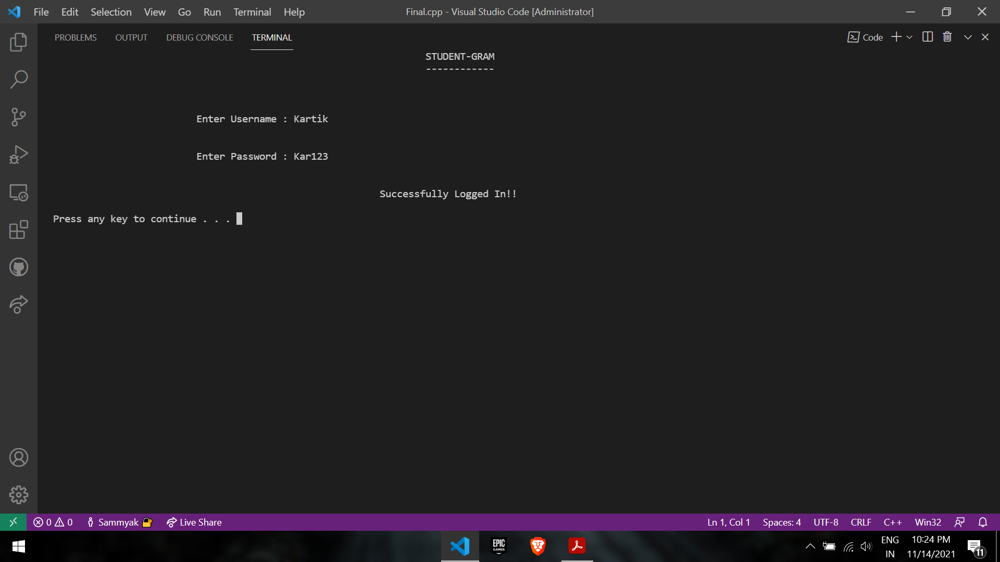 File Edit Selection View Go Run Terminal Help Final.cpp - Visual Studio Code [Administrator]
PROBLEMS OUTPUT DEBUG CONSOLE TERMINAL Code
STUDENT-GRAM
------------
Enter Username : Kartik
Enter Password : Kar123
Successfully Logged In!!
Press any key to continue . . .
0 0 Sammyak Live Share Ln 1, Col 1 Spaces: 4 UTF-8 CRLF C++ Win32
EPIC GAMES
ENG 10:24 PM
IN 11/14/2021 11